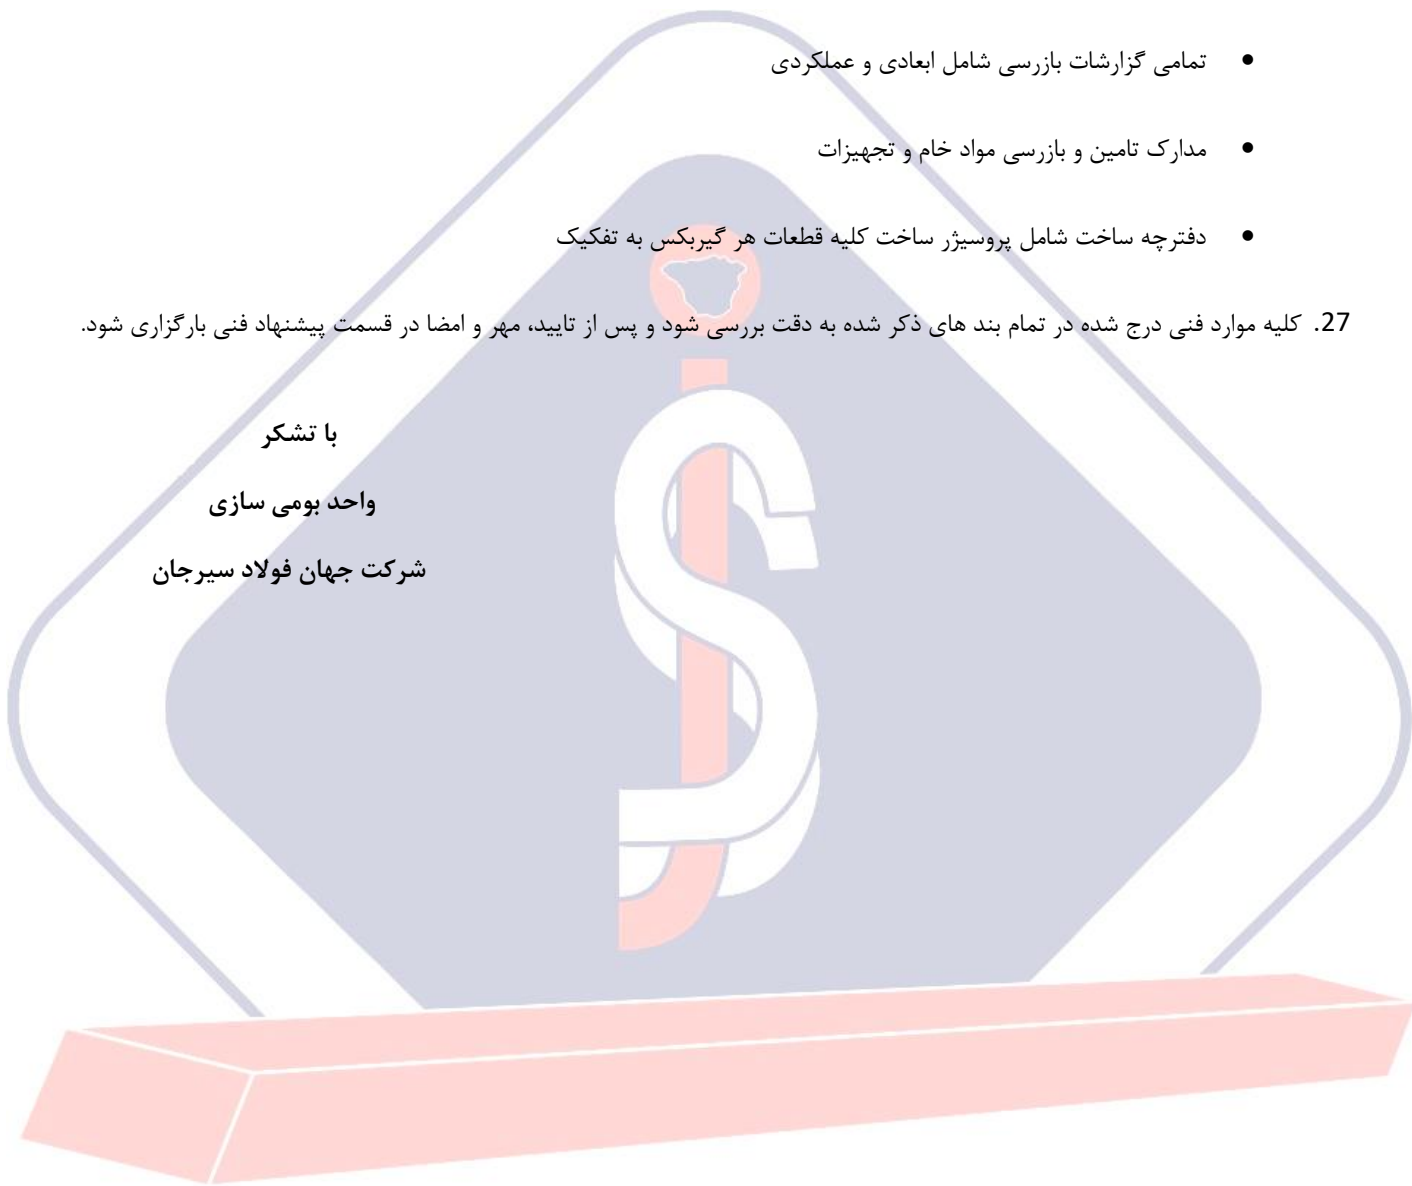 • تمامی گزارشات بازرسی شامل ابعادی و عملکردی
• مدارک تامین و بازرسی مواد خام و تجهیزات
• دفترچه ساخت شامل پروسیژر ساخت کلیه قطعات هر گیربکس به تفکیک
27. کلیه موارد فنی درج شده در تمام بند های ذکر شده به دقت بررسی شود و پس از تایید، مهر و امضا در قسمت پیشنهاد فنی بارگزاری شود.
با تشکر
واحد بومی سازی
شرکت جهان فولاد سیرجان